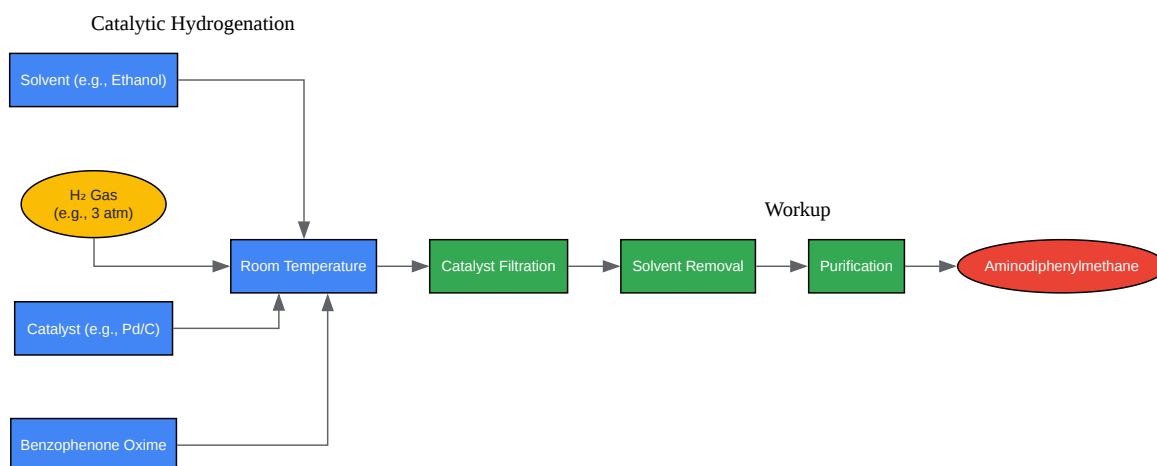 Catalytic Hydrogenation
Solvent (e.g., Ethanol)
H₂ Gas
(e.g., 3 atm)
Workup
Room Temperature
Catalyst Filtration
Solvent Removal
Purification
Aminodiphenylmethane
Catalyst (e.g., Pd/C)
Benzophenone Oxime